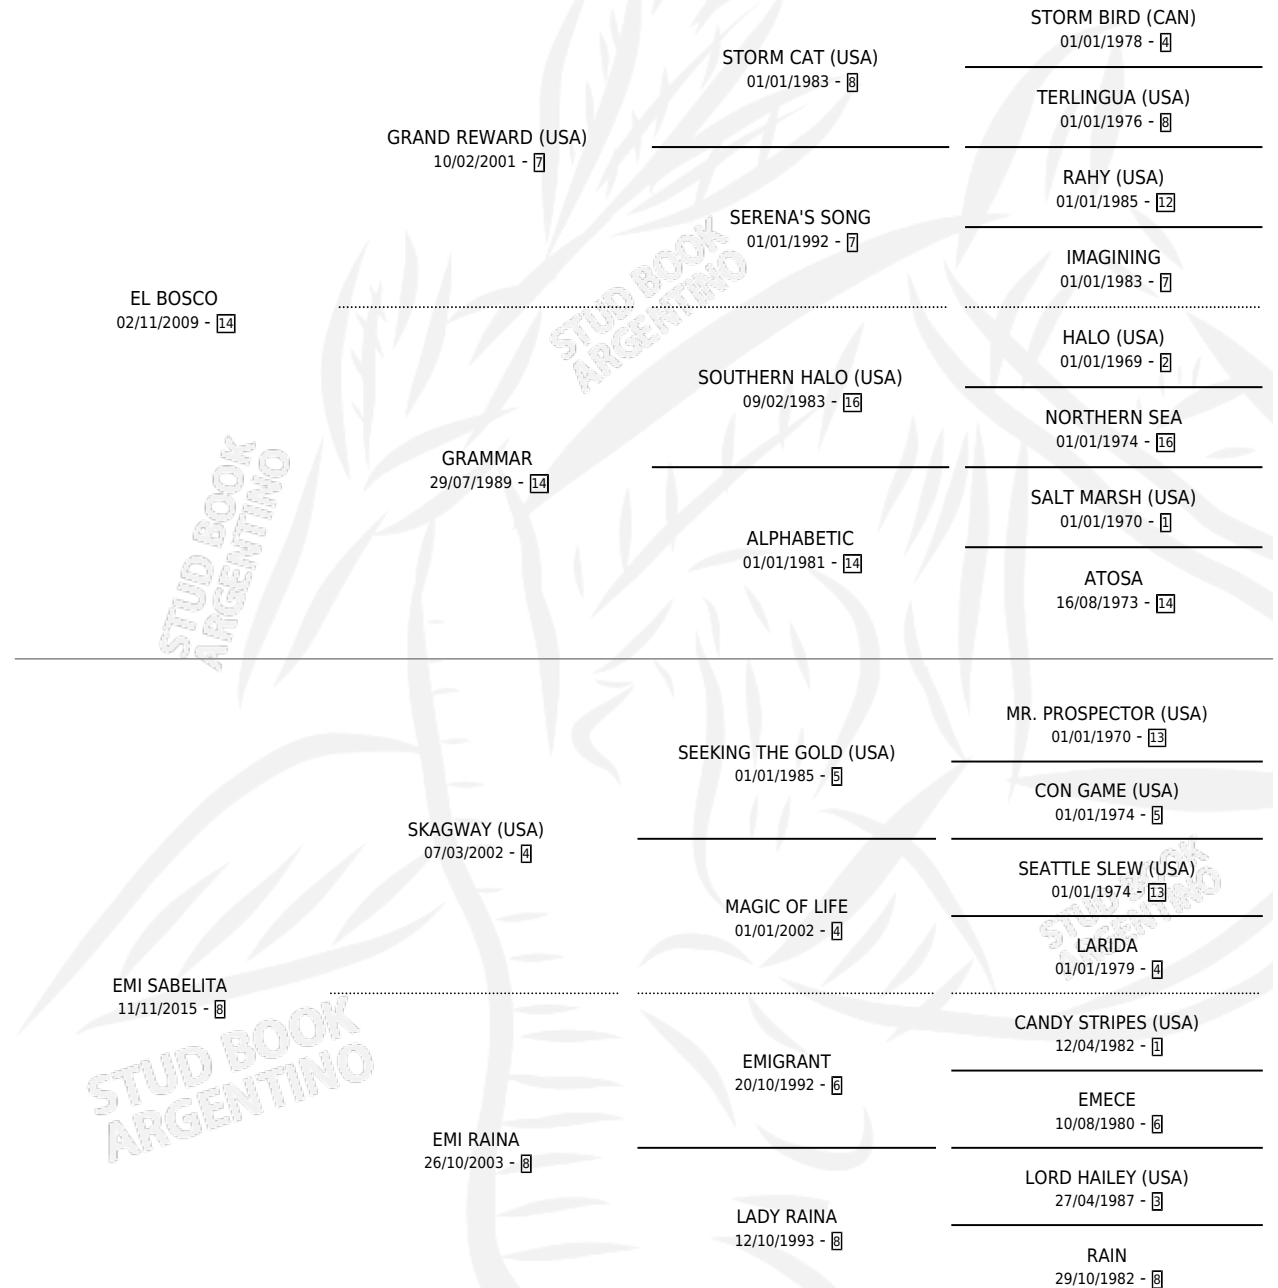 STORM BIRD (CAN)
01/01/1978 - 4
STORM CAT (USA)
01/01/1983 - 8
TERLINGUA (USA)
01/01/1976 - 8
GRAND REWARD (USA)
10/02/2001 - 7
RAHY (USA)
01/01/1985 - 12
SERENA'S SONG
01/01/1992 - 7
IMAGINING
01/01/1983 - 7
EL BOSCO
02/11/2009 - 14
HALO (USA)
01/01/1969 - 2
SOUTHERN HALO (USA)
09/02/1983 - 16
NORTHERN SEA
01/01/1974 - 16
GRAMMAR
29/07/1989 - 14
SALT MARSH (USA)
01/01/1970 - 1
ALPHABETIC
01/01/1981 - 14
ATOSA
16/08/1973 - 14
MR. PROSPECTOR (USA)
01/01/1970 - 13
SEEKING THE GOLD (USA)
01/01/1985 - 5
CON GAME (USA)
01/01/1974 - 5
SKAGWAY (USA)
07/03/2002 - 4
SEATTLE SLEW (USA)
01/01/1974 - 13
MAGIC OF LIFE
01/01/2002 - 4
LARIDA
01/01/1979 - 4
EMI SABELITA
11/11/2015 - 8
CANDY STRIPES (USA)
12/04/1982 - 1
EMIGRANT
20/10/1992 - 6
EMECE
10/08/1980 - 6
EMI RAINA
26/10/2003 - 8
LORD HAILEY (USA)
27/04/1987 - 3
LADY RAINA
12/10/1993 - 8
RAIN
29/10/1982 - 8
STUD BOOK
ARGENTINO
STUD BOOK
ARGENTINO
STUD BOOK
ARGENTINO
STUD BOOK
ARGENTINO